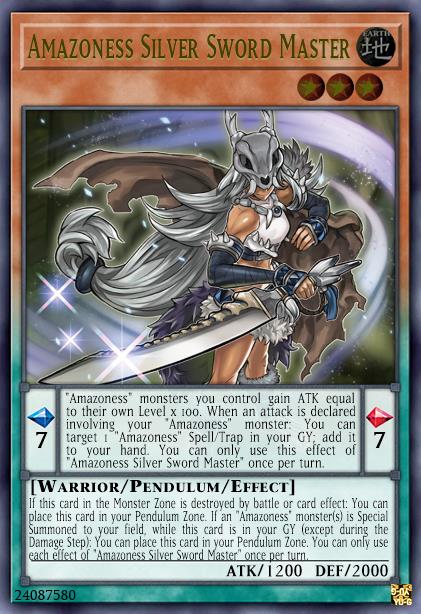 Amazoness Silver Sword Master
EARTH
地
"Amazoness" monsters you control gain ATK equal
to their own Level x 100. When an attack is declared
involving your "Amazoness" monster: You can
target 1 "Amazoness" Spell/Trap in your GY; add it
to your hand. You can only use this effect of
"Amazoness Silver Sword Master" once per turn.
7
7
[Warrior/Pendulum/Effect]
If this card in the Monster Zone is destroyed by battle or card effect: You can
place this card in your Pendulum Zone. If an "Amazoness" monster(s) is Special
Summoned to your field, while this card is in your GY (except during the
Damage Step): You can place this card in your Pendulum Zone. You can only use
each effect of "Amazoness Silver Sword Master" once per turn.
ATK/1200 DEF/2000
24087580